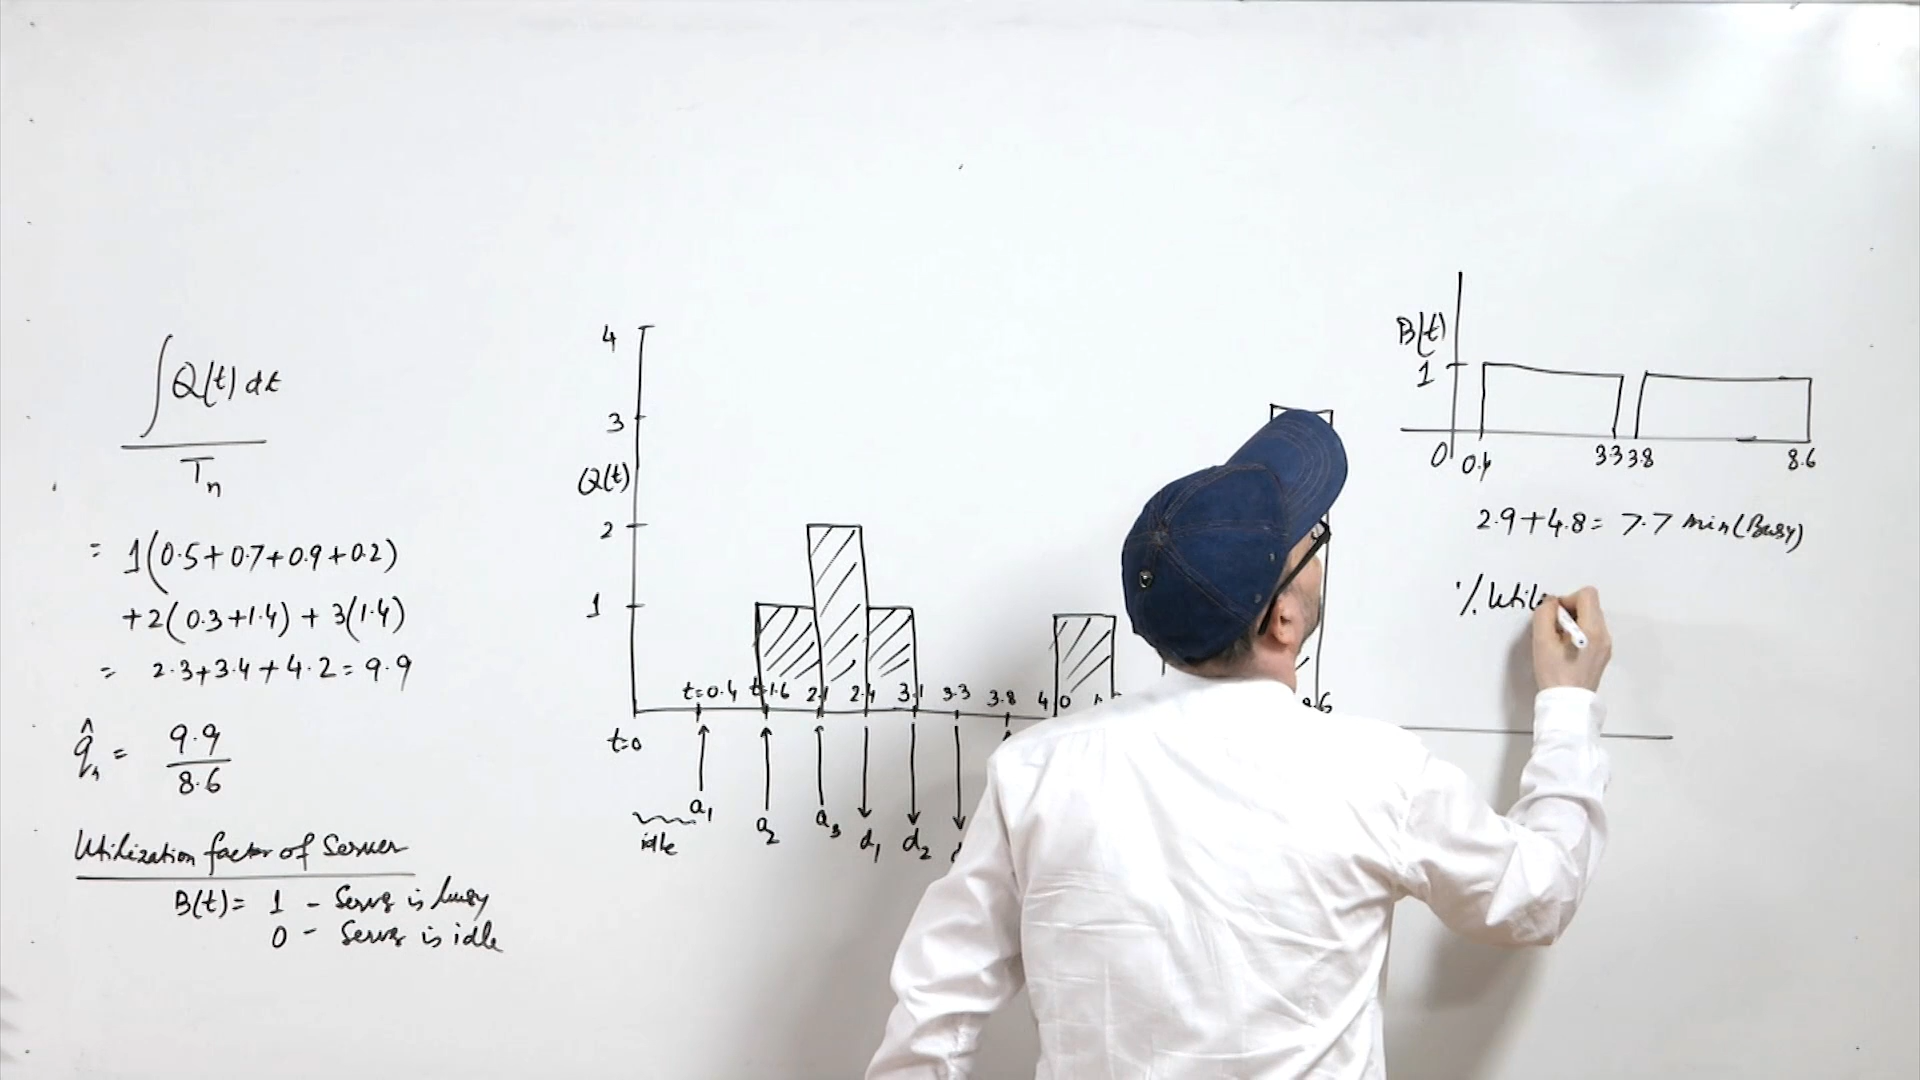 ∫Q(t)dt
Tn
= 1(0.5+0.7+0.9+0.2)
+2(0.3+1.4)+3(1.4)
= 2.3+3.4+4.2=9.9
q̂ =
9.9
8.6
Utilization factor of Server
B(t)= 1 - Server is busy
0 - Server is idle
4
3
Q(t)
2
1
t=0.4 t=1.6 2.1 2.4 3.1 3.3 3.8 4.0
t=0
idle
a1
a2
a3
d1
d2
B(t)
1
0 0.4 3.3 3.8 8.6
2.9+4.8= 7.7 min(Busy)
% Utili